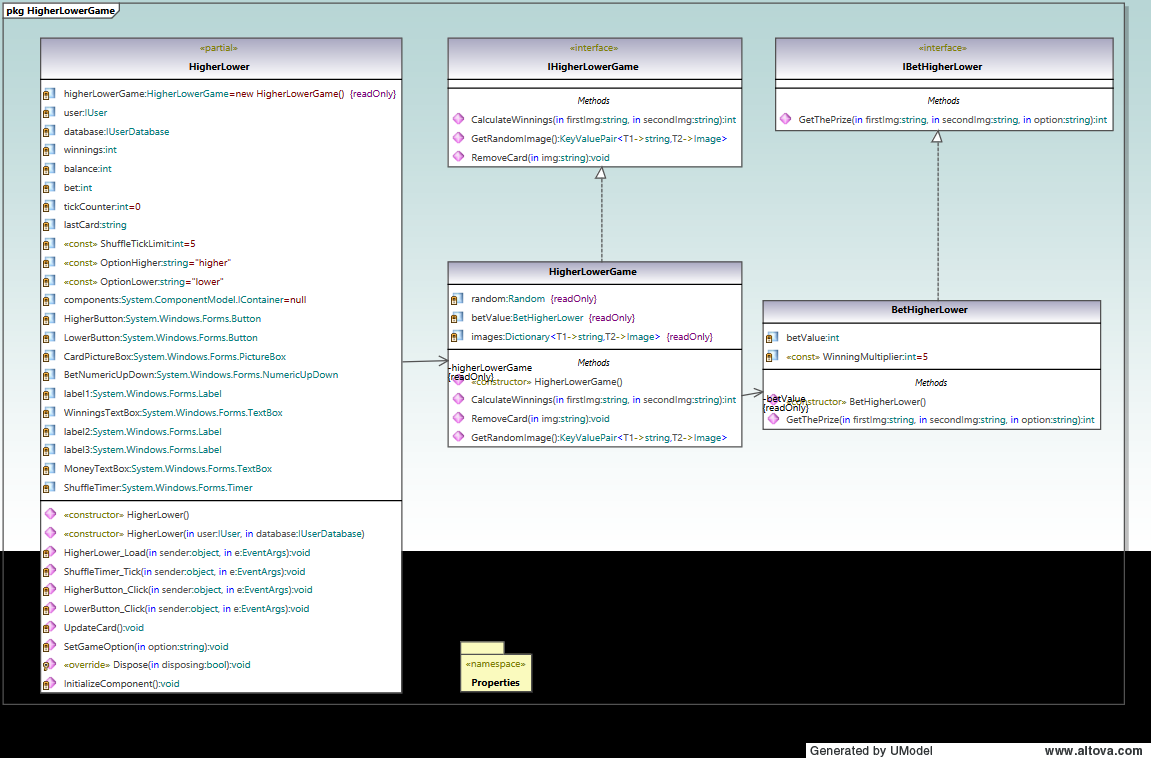 pkg HigherLowerGame
«partial»
HigherLower
higherLowerGame:HigherLowerGame=new HigherLowerGame() {readOnly}
user:IUser
database:IUserDatabase
winnings:int
balance:int
bet:int
tickCounter:int=0
lastCard:string
«const» ShuffleTickLimit:int=5
«const» OptionHigher:string="higher"
«const» OptionLower:string="lower"
components:System.ComponentModel.IContainer=null
HigherButton:System.Windows.Forms.Button
LowerButton:System.Windows.Forms.Button
CardPictureBox:System.Windows.Forms.PictureBox
BetNumericUpDown:System.Windows.Forms.NumericUpDown
label1:System.Windows.Forms.Label
WinningsTextBox:System.Windows.Forms.TextBox
label2:System.Windows.Forms.Label
label3:System.Windows.Forms.Label
MoneyTextBox:System.Windows.Forms.TextBox
ShuffleTimer:System.Windows.Forms.Timer
«constructor» HigherLower()
«constructor» HigherLower(in user:IUser, in database:IUserDatabase)
HigherLower_Load(in sender:object, in e:EventArgs):void
ShuffleTimer_Tick(in sender:object, in e:EventArgs):void
HigherButton_Click(in sender:object, in e:EventArgs):void
LowerButton_Click(in sender:object, in e:EventArgs):void
UpdateCard():void
SetGameOption(in option:string):void
«override» Dispose(in disposing:bool):void
InitializeComponent():void
«interface»
IHigherLowerGame
Methods
CalculateWinnings(in firstImg:string, in secondImg:string):int
GetRandomImage():KeyValuePair<T1->string,T2->Image>
RemoveCard(in img:string):void
«interface»
IBetHigherLower
Methods
GetThePrize(in firstImg:string, in secondImg:string, in option:string):int
HigherLowerGame
random:Random {readOnly}
betValue:BetHigherLower {readOnly}
images:Dictionary<T1->string,T2->Image> {readOnly}
Methods
-higherLowerGame
{readOnly}
«constructor» HigherLowerGame()
CalculateWinnings(in firstImg:string, in secondImg:string):int
RemoveCard(in img:string):void
GetRandomImage():KeyValuePair<T1->string,T2->Image>
BetHigherLower
betValue:int
«const» WinningMultiplier:int=5
Methods
-betValue
{readOnly}
«constructor» BetHigherLower()
GetThePrize(in firstImg:string, in secondImg:string, in option:string):int
«namespace»
Properties
Generated by UModel www.altova.com